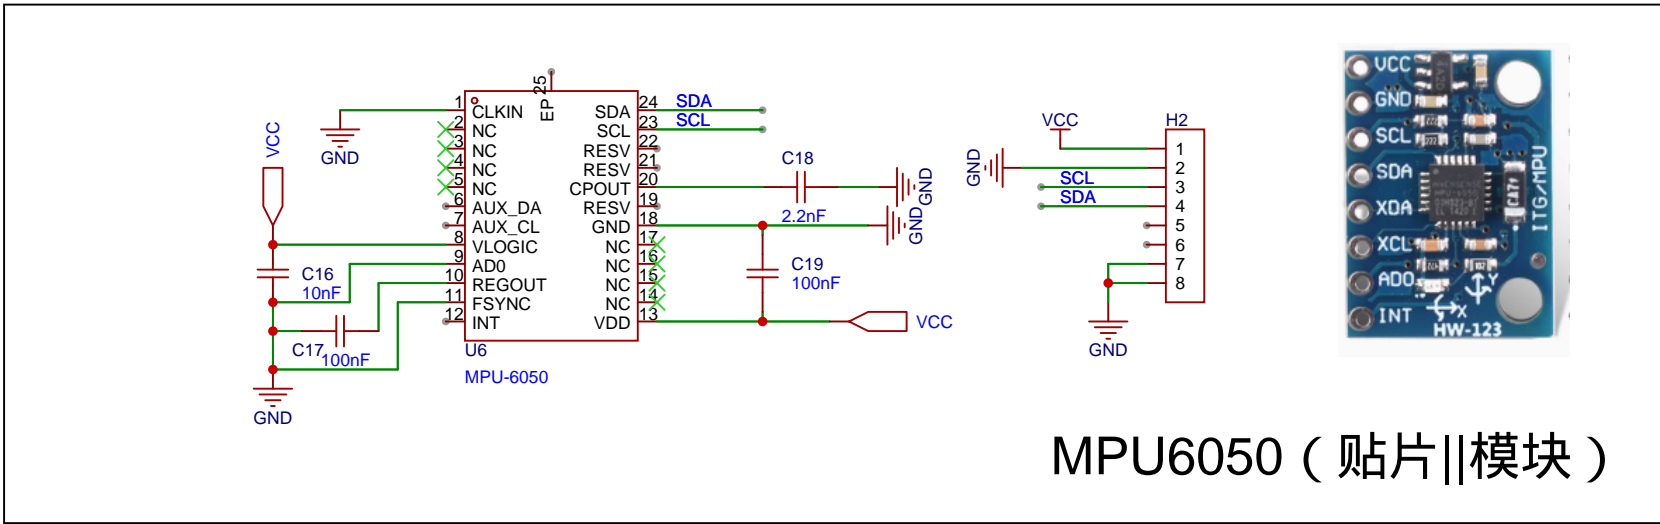 25
EP
1 CLKIN
2 NC
3 NC
4 NC
5 NC
6 AUX_DA
7 AUX_CL
8 VLOGIC
9 AD0
10 REGOUT
11 FSYNC
12 INT
SDA 24 SDA
SCL 23 SCL
RESV 22
RESV 21
CPOUT 20
RESV 19
GND 18
NC 17
NC 16
NC 15
NC 14
VDD 13
U6
MPU-6050
GND
VCC
C16
10nF
C17
100nF
GND
C18
2.2nF
GND
GND
C19
100nF
VCC
VCC
GND
SCL
SDA
H2
1
2
3
4
5
6
7
8
GND
VCC
GND
SCL
SDA
XDA
XCL
ADO
INT
ITG/MPU
MPU-6050
Y
X
HW-123
MPU6050（贴片||模块）